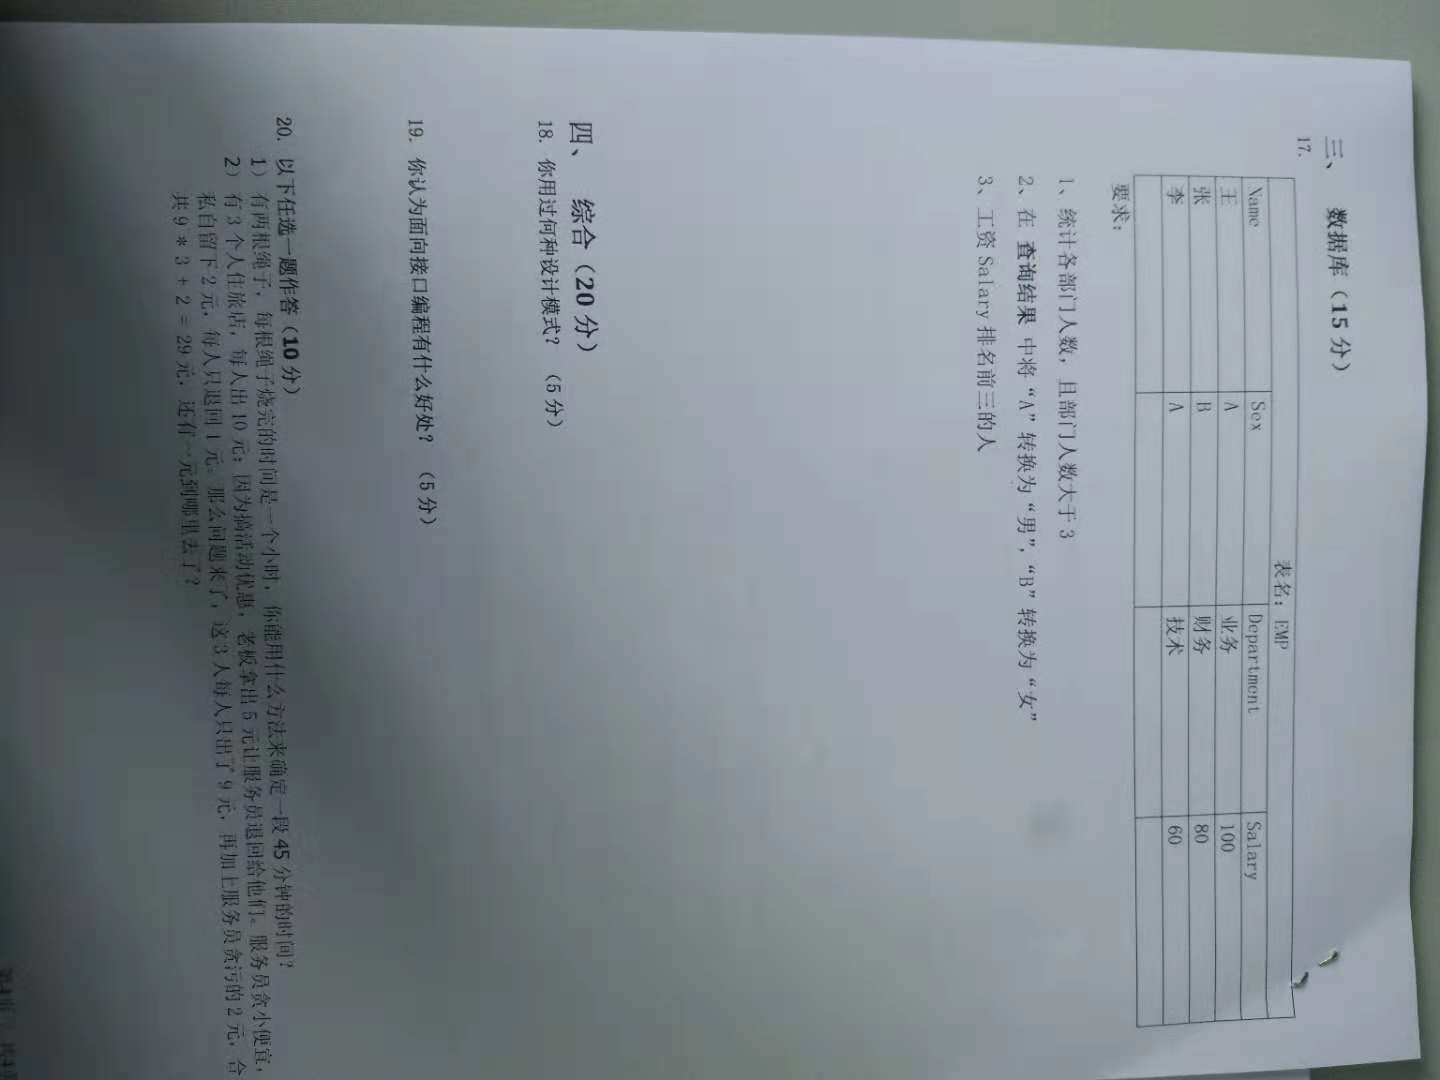 三、 数据库（15 分）
17.
表名：EMP
Name Sex Department Salary
王 A 业务 100
张 B 财务 80
李 A 技术 60
要求：
1、统计各部门人数，且部门人数大于 3
2、在 查询结果 中将“A”转换为“男”，“B”转换为“女”
3、工资 Salary 排名前三的人
四、 综合（20 分）
18. 你用过何种设计模式？ （5 分）
19. 你认为面向接口编程有什么好处？ （5 分）
20. 以下任选一题作答（10 分）
1）有两根绳子，每根绳子烧完的时间是一个小时，你能用什么方法来确定一段 45 分钟的时间？
2）有 3 个人住旅店，每人出 10 元；因为搞活动优惠，老板拿出 5 元让服务员退回给他们。服务员贪小便宜，
私自留下 2 元，每人只退回 1 元。那么问题来了，这 3 人每人只出了 9 元，再加上服务员贪污的 2 元，合
共 9 * 3 + 2 = 29 元，还有一元到哪里去了？